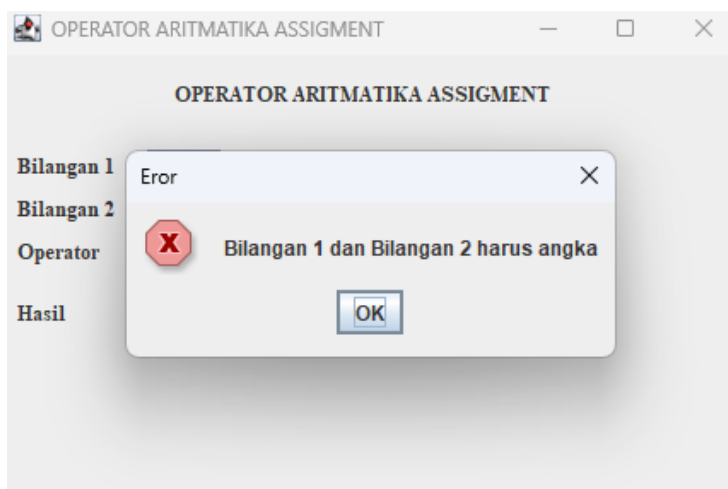 OPERATOR ARITMATIKA ASSIGMENT
OPERATOR ARITMATIKA ASSIGMENT
Bilangan 1
Eror
Bilangan 2
Bilangan 1 dan Bilangan 2 harus angka
Operator
OK
Hasil